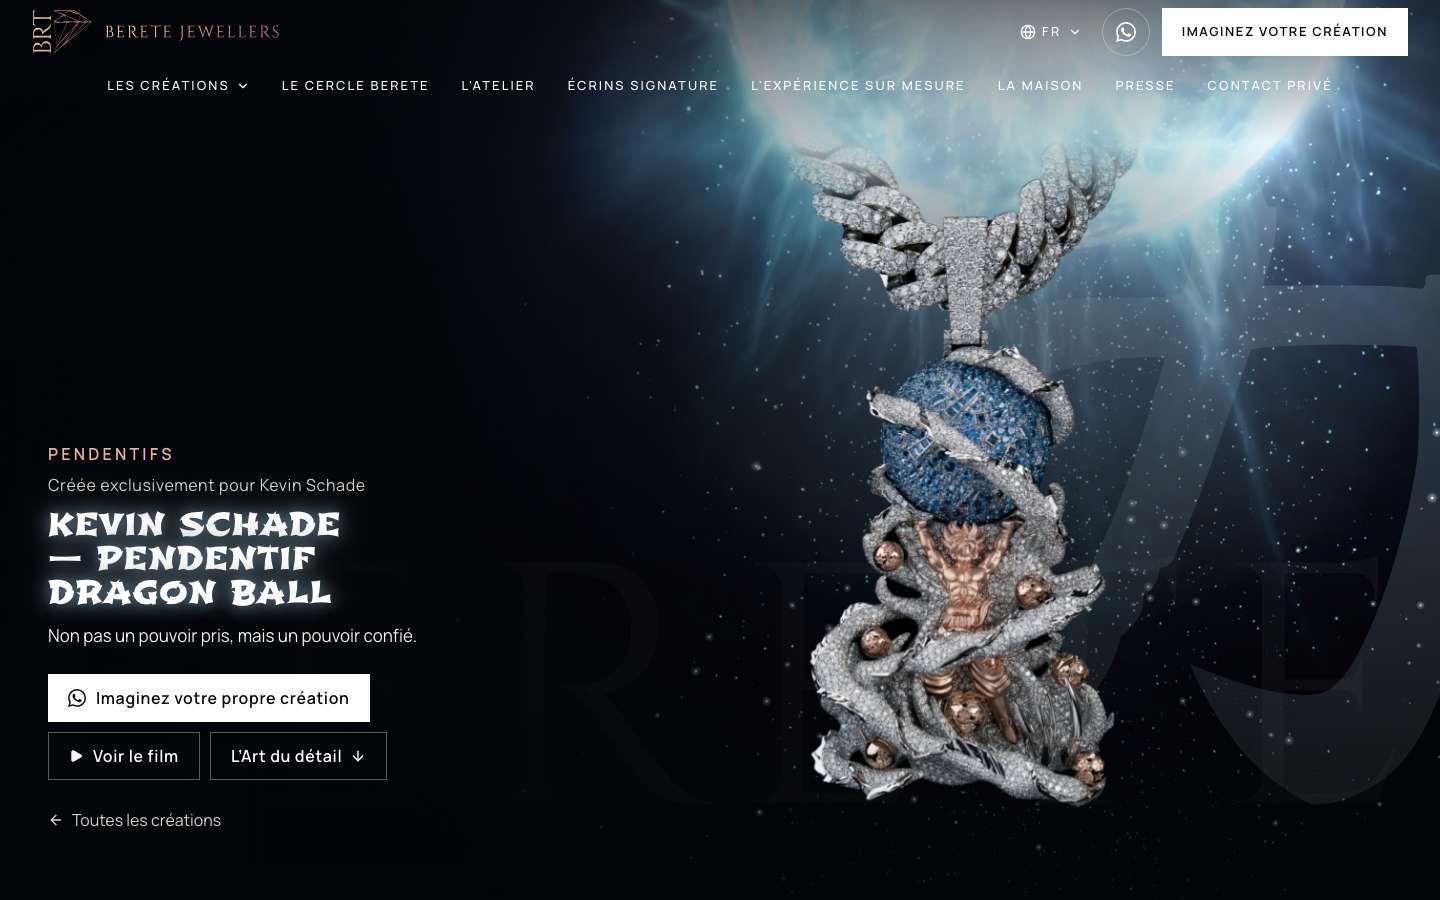 BRT
BERETE JEWELLERS
FR
IMAGINEZ VOTRE CRÉATION
LES CRÉATIONS
LE CERCLE BERETE
L'ATELIER
ÉCRINS SIGNATURE
L'EXPÉRIENCE SUR MESURE
LA MAISON
PRESSE
CONTACT PRIVÉ
PENDENTIFS
Créée exclusivement pour Kevin Schade
KEVIN SCHADE
— PENDENTIF
DRAGON BALL
Non pas un pouvoir pris, mais un pouvoir confié.
Imaginez votre propre création
Voir le film
L'Art du détail
Toutes les créations